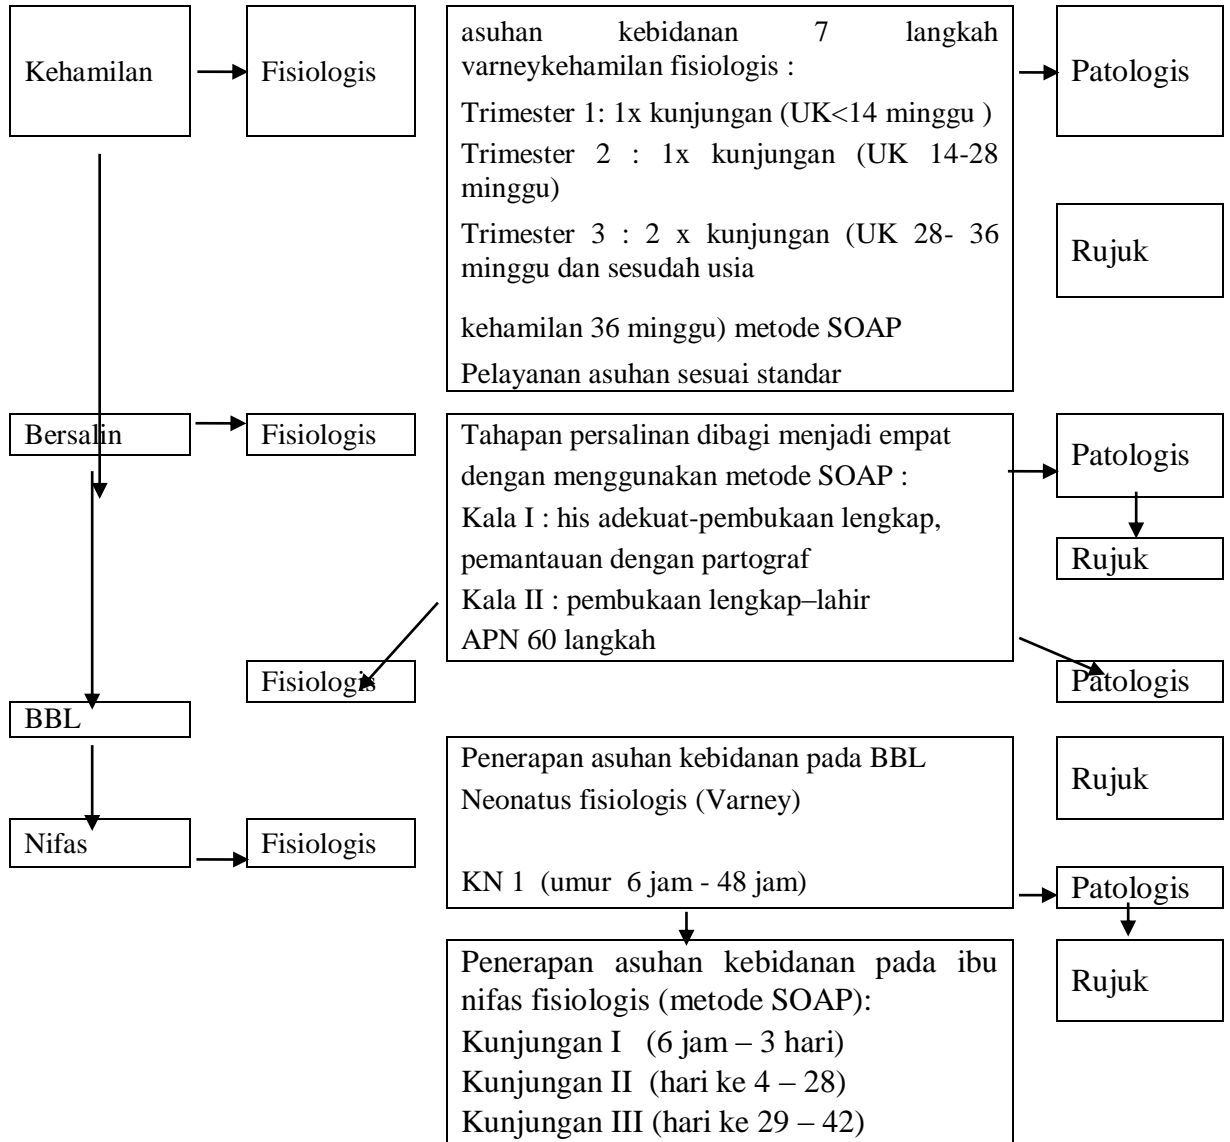 Kehamilan
Fisiologis
asuhan kebidanan 7 langkah
varneykehamilan fisiologis :
Trimester 1: 1x kunjungan (UK<14 minggu )
Trimester 2 : 1x kunjungan (UK 14-28
minggu)
Trimester 3 : 2 x kunjungan (UK 28- 36
minggu dan sesudah usia
kehamilan 36 minggu) metode SOAP
Pelayanan asuhan sesuai standar
Patologis
Rujuk
Bersalin
Fisiologis
Tahapan persalinan dibagi menjadi empat
dengan menggunakan metode SOAP :
Kala I : his adekuat-pembukaan lengkap,
pemantauan dengan partograf
Kala II : pembukaan lengkap–lahir
APN 60 langkah
Patologis
Rujuk
Fisiologis
Patologis
BBL
Penerapan asuhan kebidanan pada BBL
Neonatus fisiologis (Varney)
KN 1 (umur 6 jam - 48 jam)
Rujuk
Nifas
Fisiologis
Patologis
Penerapan asuhan kebidanan pada ibu
nifas fisiologis (metode SOAP):
Kunjungan I (6 jam – 3 hari)
Kunjungan II (hari ke 4 – 28)
Kunjungan III (hari ke 29 – 42)
Rujuk